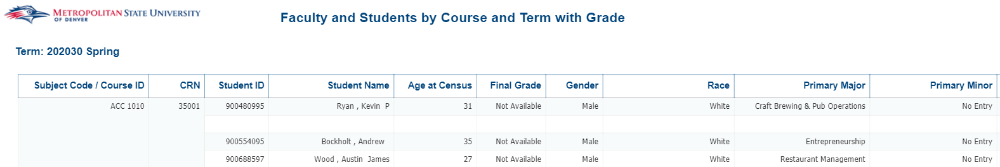 METROPOLITAN STATE UNIVERSITY
OF DENVER
Faculty and Students by Course and Term with Grade
Term: 202030 Spring
Subject Code / Course ID CRN Student ID Student Name Age at Census Final Grade Gender Race Primary Major Primary Minor
ACC 1010 35001 900480995 Ryan , Kevin P 31 Not Available Male White Craft Brewing & Pub Operations No Entry
900554095 Bockholt , Andrew 35 Not Available Male White Entrepreneurship No Entry
900688597 Wood , Austin James 27 Not Available Male White Restaurant Management No Entry